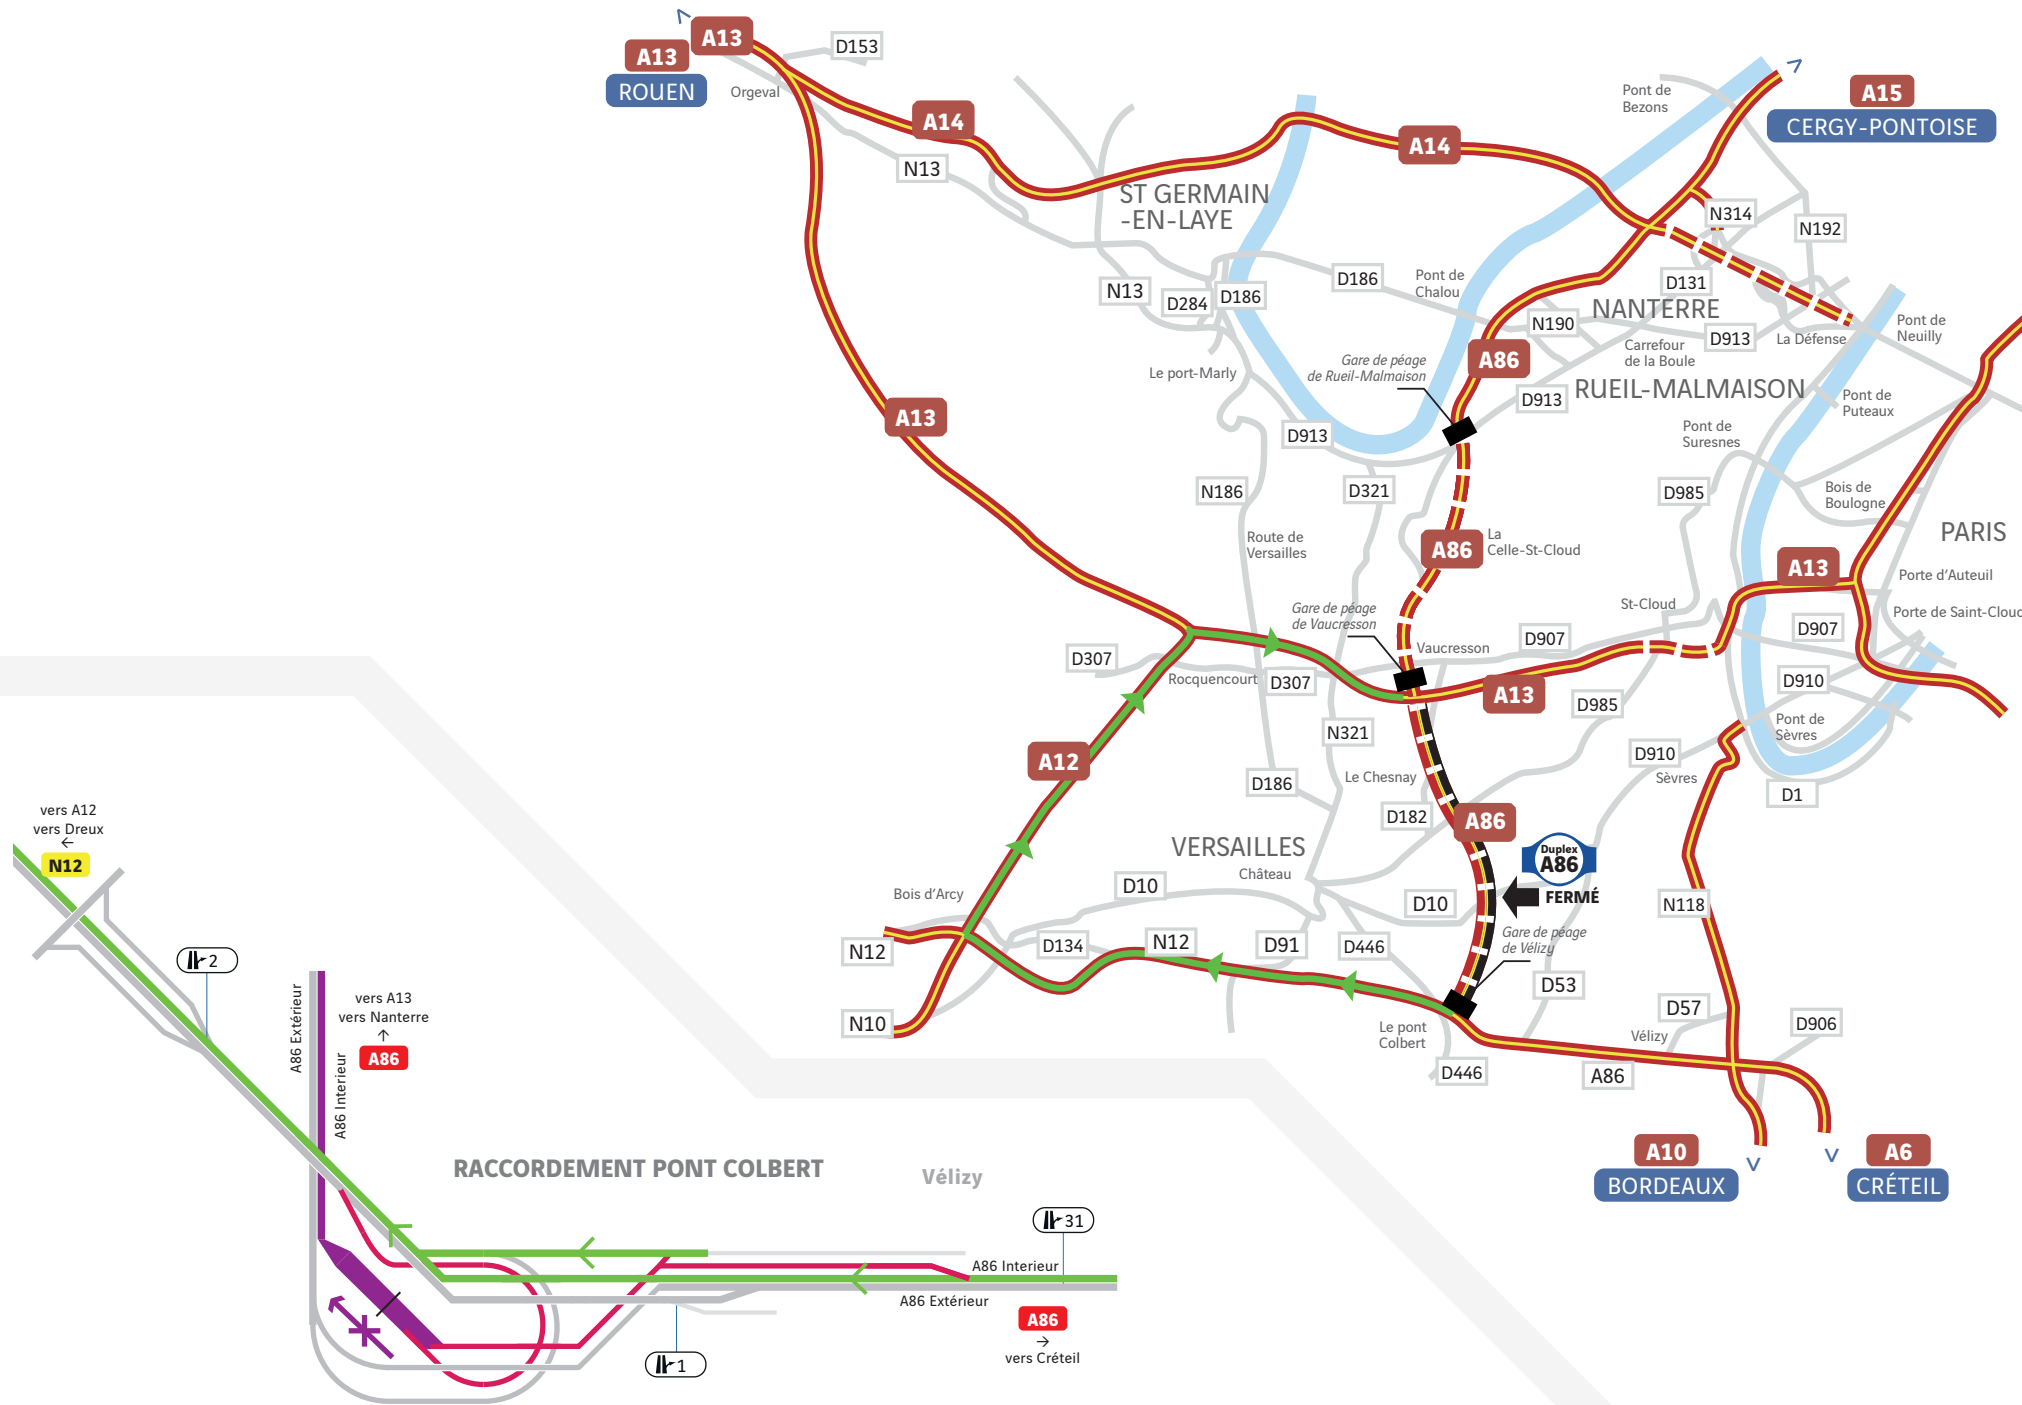 A13
A13
ROUEN
D153
Orgeval
A14
N13
ST GERMAIN
-EN-LAYE
A14
Pont de
Bezons
A15
CERGY-PONTOISE
N314
N192
D131
N13
D284
D186
D186
Pont de
Chalou
NANTERRE
N190
D913
La Défense
Pont de
Neuilly
Carrefour
de la Boule
A86
Gare de péage
de Rueil-Malmaison
Le port-Marly
RUEIL-MALMAISON
D913
Pont de
Puteaux
A13
D913
Pont de
Suresnes
N186
D321
D985
Bois de
Boulogne
PARIS
Route de
Versailles
A86
La
Celle-St-Cloud
A13
Porte d'Auteuil
Porte de Saint-Cloud
Gare de péage
de Vaucresson
St-Cloud
D907
D907
Vaucresson
D307
Rocquencourt
D307
A13
D910
D985
Pont de
Sèvres
N321
D910
Sèvres
A12
D186
Le Chesnay
D1
D182
A86
VERSAILLES
Château
Duplex
A86
FERMÉ
Bois d'Arcy
D10
D10
N118
N12
D134
N12
D91
D446
Gare de péage
de Vélizy
D53
N10
Le pont
Colbert
D57
D906
Vélizy
D446
A86
A10
BORDEAUX
A6
CRÉTEIL
vers A12
vers Dreux
←
N12
2
A86 Extérieur
A86 Interieur
vers A13
vers Nanterre
↑
A86
RACCORDEMENT PONT COLBERT
Vélizy
31
A86 Interieur
A86 Extérieur
A86
→
vers Créteil
1